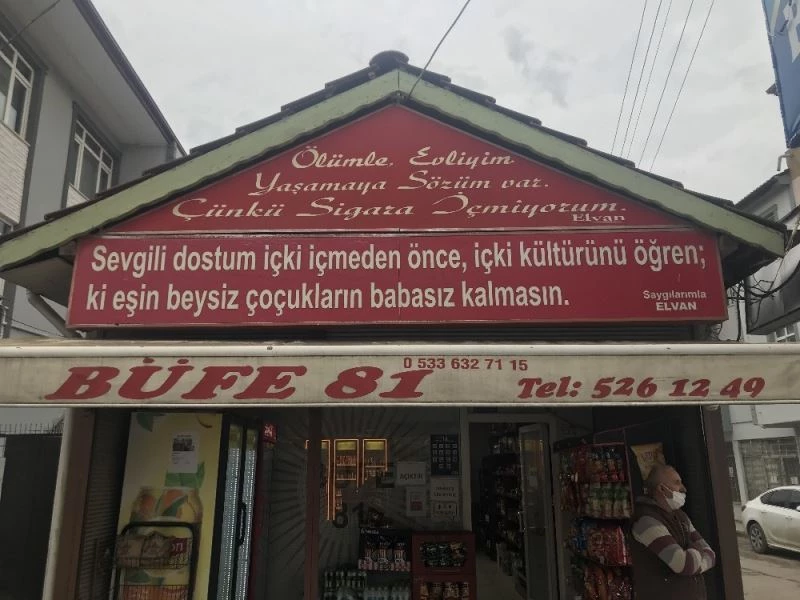 Ölümle Evliyim
Yaşamaya Sözüm var.
Çünkü Sigara İçmiyorum.
Elvan
Sevgili dostum içki içmeden önce, içki kültürünü öğren;
ki eşin beysiz çoçukların babasız kalmasın.
Saygılarımla
ELVAN
BÜFE 81
0 533 632 71 15
Tel: 526 12 49
AÇIKTIR